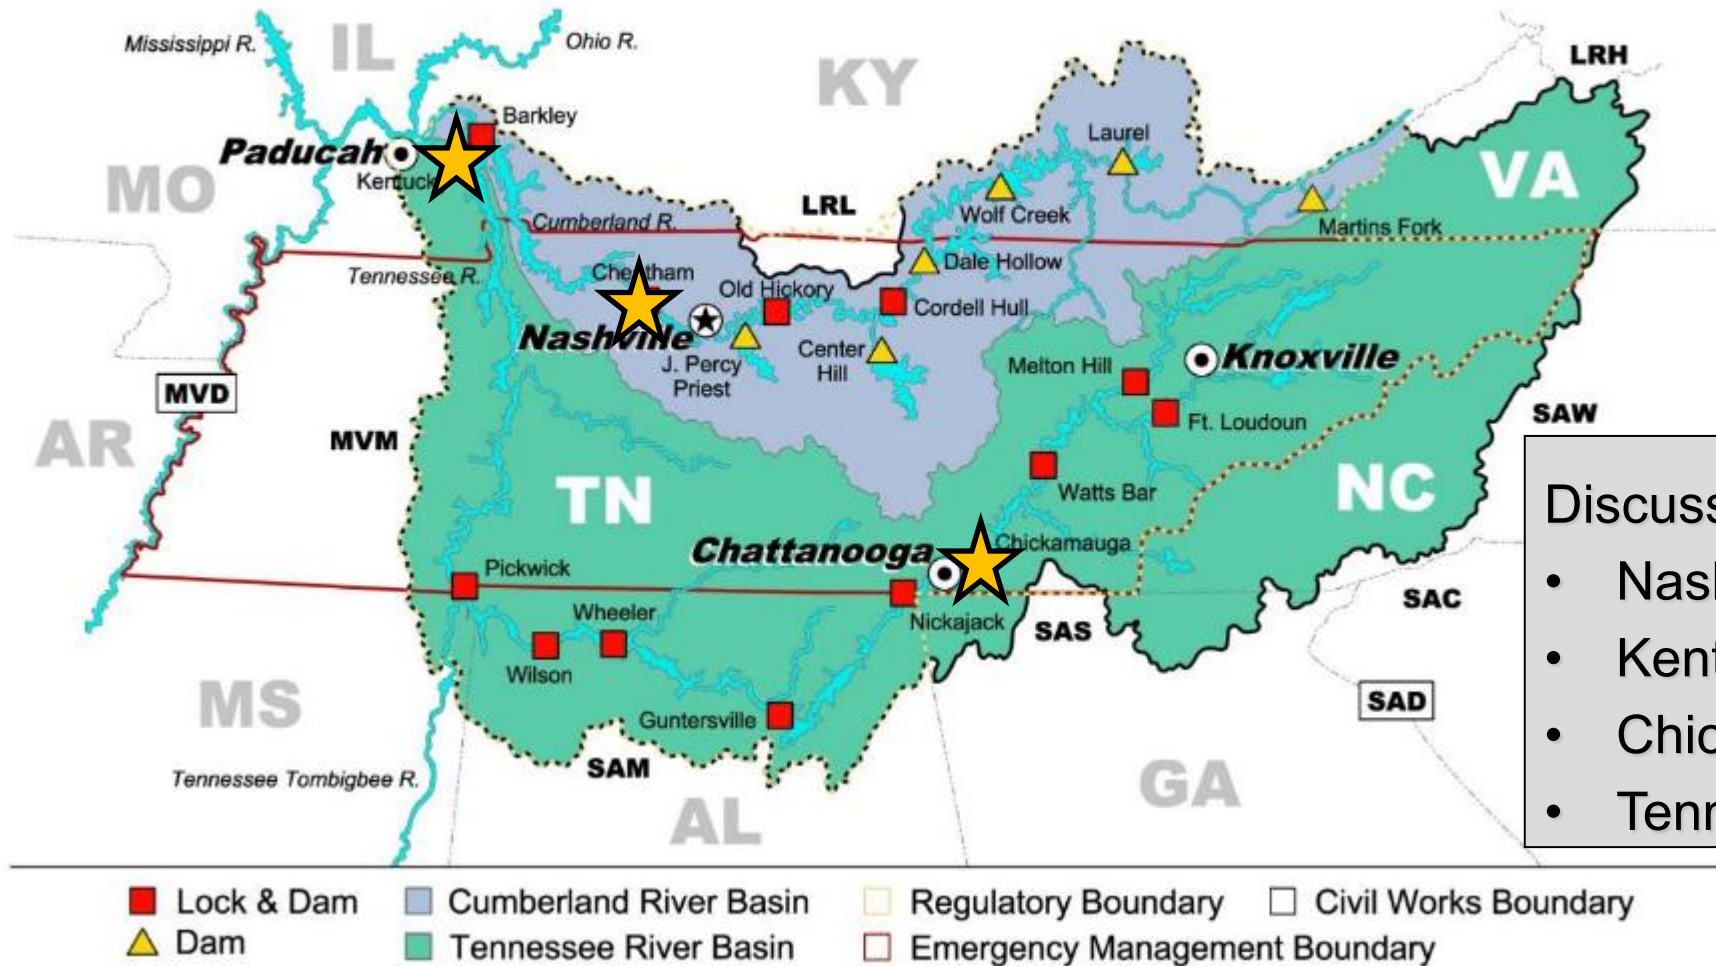 Mississippi R.
IL
Ohio R.
KY
LRH
Barkley
Laurel
Paducah
MO
VA
LRL
Wolf Creek
Cumberland R.
Martins Fork
Tennessee R.
Dale Hollow
Old Hickory
Cordell Hull
Nashville
J. Percy
Priest
Center
Hill
Melton Hill
Knoxville
MVD
Ft. Loudoun
SAW
AR
MVM
TN
Watts Bar
NC
Chattanooga
Chickamauga
Pickwick
Wheeler
Nickajack
SAS
SAC
Wilson
MS
Guntersville
SAD
SAM
GA
Tennessee Tombigbee R.
AL
•
•
•
•
Lock & Dam
Cumberland River Basin
Regulatory Boundary
Civil Works Boundary
Dam
Tennessee River Basin
Emergency Management Boundary